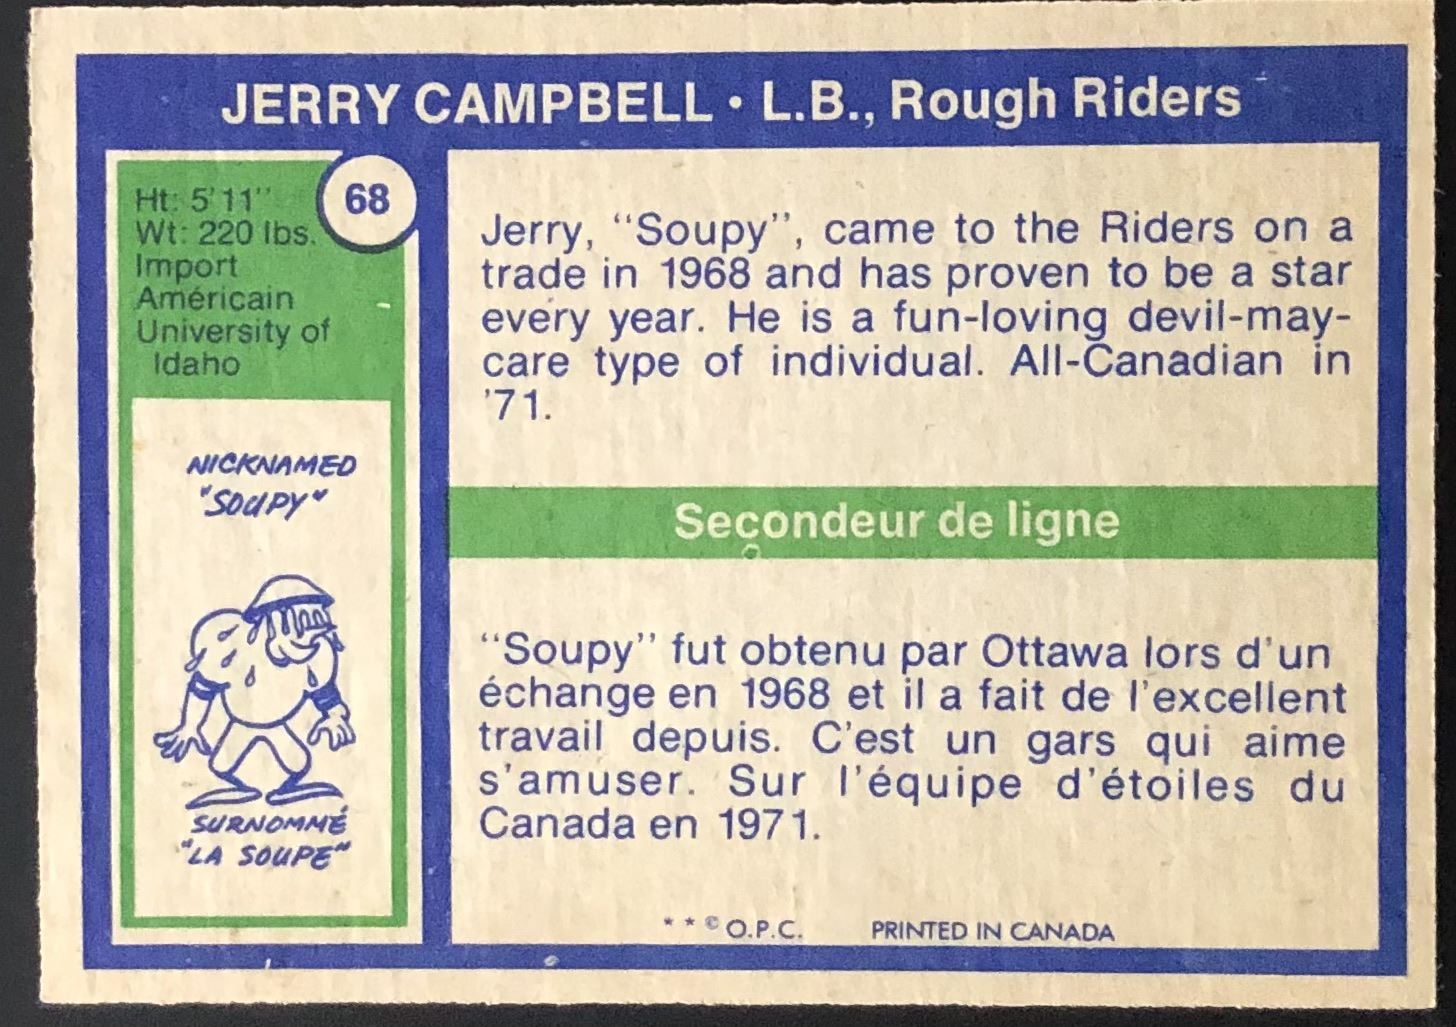 JERRY CAMPBELL • L.B., Rough Riders
68
Ht: 5'11"
Wt: 220 lbs.
Import
Américain
University of
Idaho
NICKNAMED
"SOUPY"
SURNOMMÉ
"LA SOUPE"
Jerry, "Soupy", came to the Riders on a
trade in 1968 and has proven to be a star
every year. He is a fun-loving devil-may-
care type of individual. All-Canadian in
'71.
Seçondeur de ligne
"Soupy" fut obtenu par Ottawa lors d'un
échange en 1968 et il a fait de l'excellent
travail depuis. C'est un gars qui aime
s'amuser. Sur l'équipe d'étoiles du
Canada en 1971.
* * © O.P.C. PRINTED IN CANADA